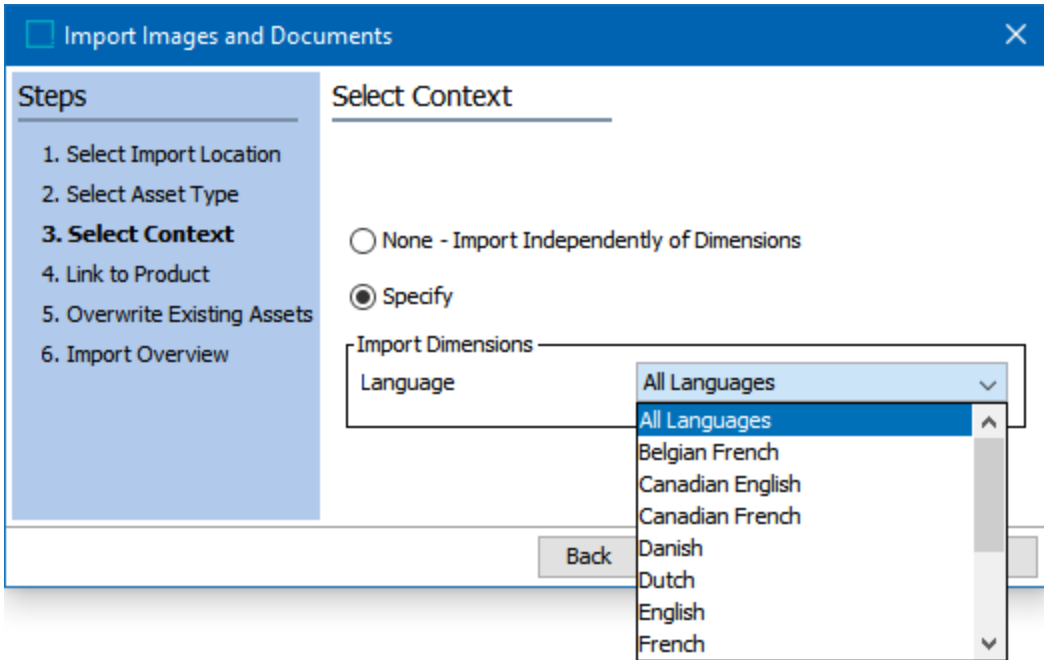 Import Images and Documents
Steps
1. Select Import Location
2. Select Asset Type
3. Select Context
4. Link to Product
5. Overwrite Existing Assets
6. Import Overview
Select Context
None - Import Independently of Dimensions
Specify
Import Dimensions
Language
All Languages
All Languages
Belgian French
Canadian English
Canadian French
Danish
Dutch
English
French
Back